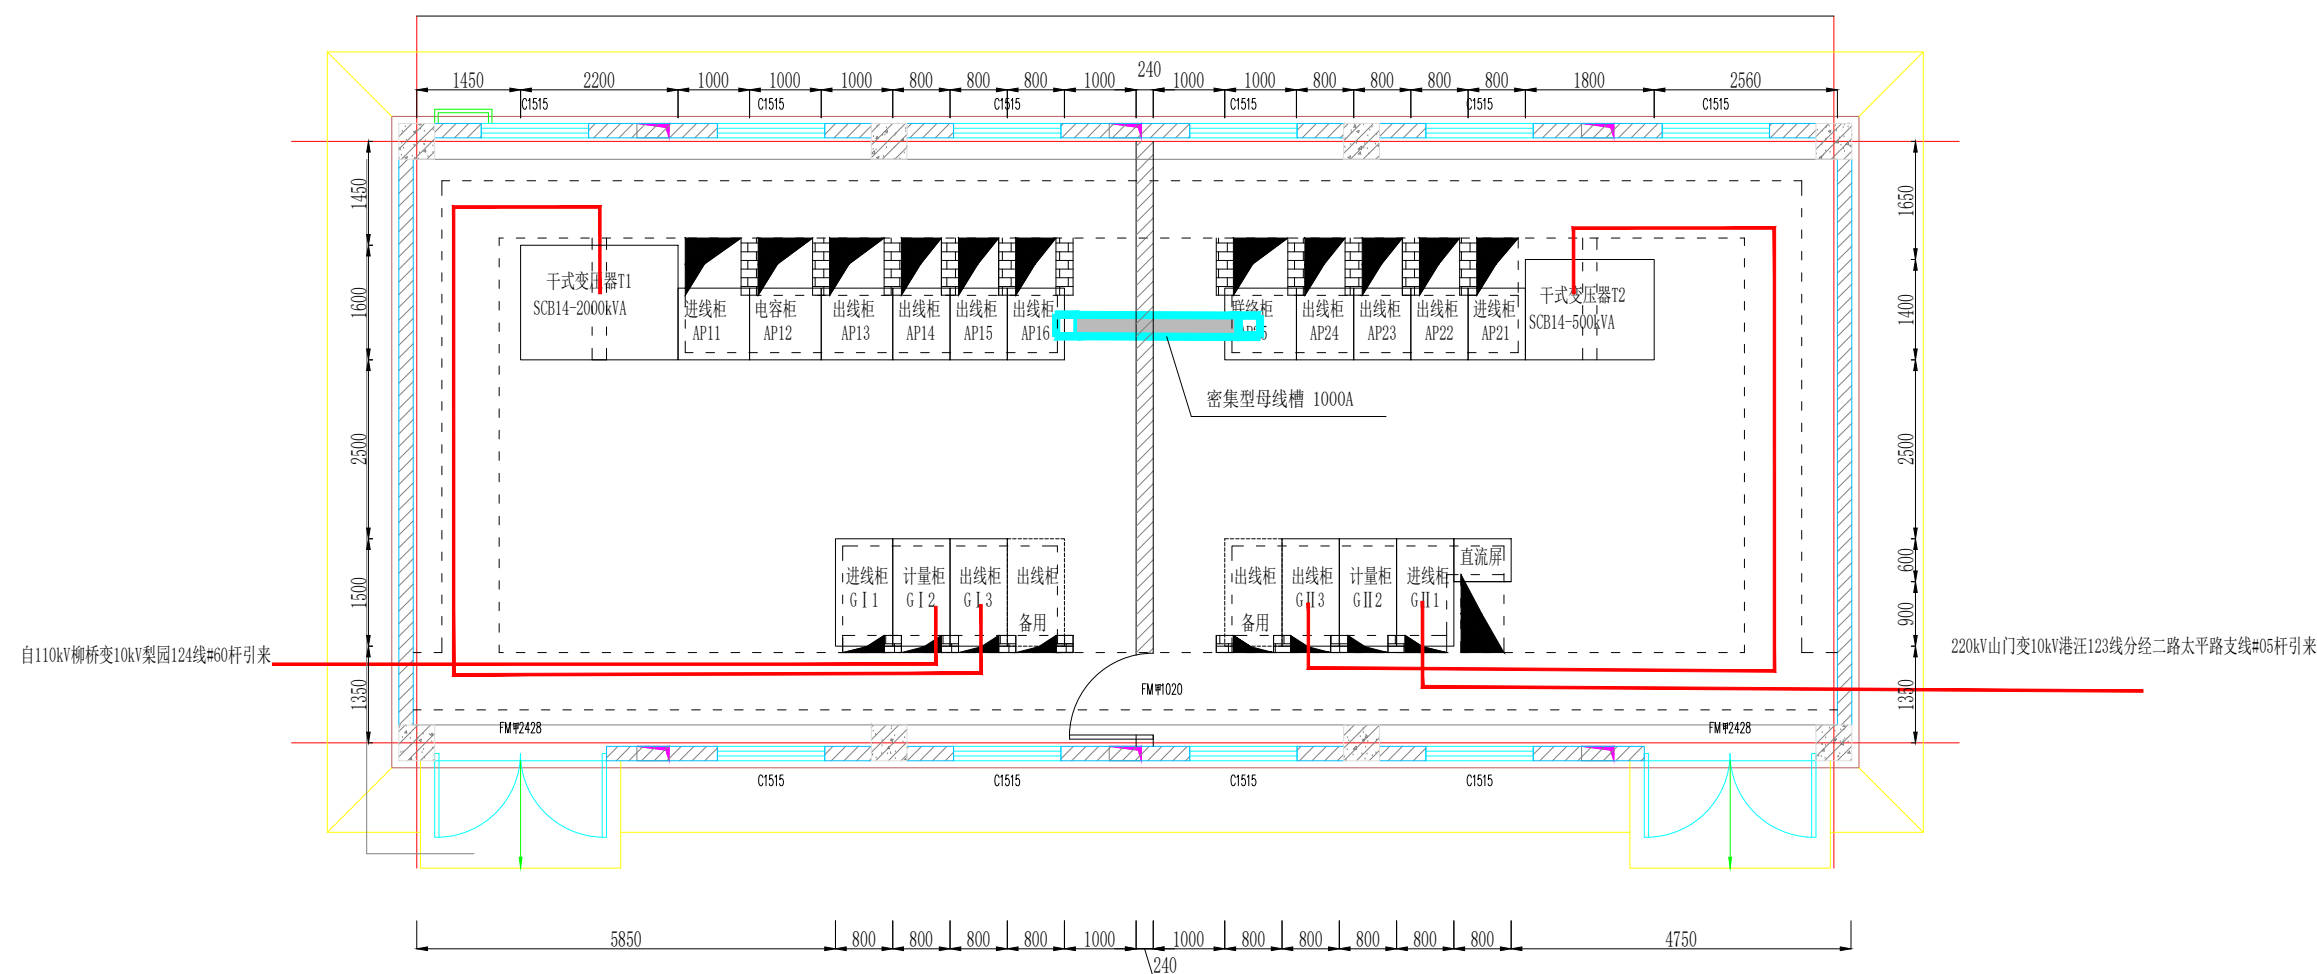 240
1450 2200 1000 1000 1000 800 800 800 1000 1000 1000 800 800 800 800 1800 2560
C1515 C1515 C1515 C1515 C1515 C1515
1450
1600
2500
1500
1350
1650
1400
2500
600
900
1350
干式变压器T1
SCB14-2000kVA
进线柜
AP11
电容柜
AP12
出线柜
AP13
出线柜
AP14
出线柜
AP15
出线柜
AP16
联络柜
出线柜
AP24
出线柜
AP23
出线柜
AP22
进线柜
AP21
干式变压器T2
SCB14-500kVA
密集型母线槽 1000A
进线柜
GⅠ1
计量柜
GⅠ2
出线柜
GⅠ3
出线柜
备用
出线柜
备用
出线柜
GⅡ3
计量柜
GⅡ2
进线柜
GⅡ1
直流屏
自110kV柳桥变10kV梨园124线#60杆引来
220kV山门变10kV港汪123线分经二路太平路支线#05杆引来
FM甲1020
FM甲2428
FM甲2428
C1515 C1515 C1515 C1515
5850 800 800 800 800 1000 1000 800 800 800 800 800 4750
240